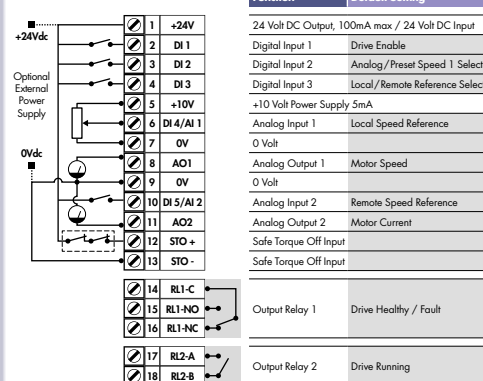 Function Default Setting
1 +24V 24 Volt DC Output, 100mA max / 24 Volt DC Input
+24Vdc
2 DI 1 Digital Input 1 Drive Enable
3 DI 2 Digital Input 2 Analog/Preset Speed 1 Select
4 DI 3 Digital Input 3 Local/Remote Reference Select
Optional
External
Power
Supply
5 +10V +10 Volt Power Supply 5mA
6 DI 4/AI 1 Analog Input 1 Local Speed Reference
7 0V 0 Volt
0Vdc
8 AO1 Analog Output 1 Motor Speed
9 0V 0 Volt
10 DI 5/AI 2 Analog Input 2 Remote Speed Reference
11 AO2 Analog Output 2 Motor Current
12 STO + Safe Torque Off Input
13 STO - Safe Torque Off Input
14 RL1-C
15 RL1-NO Output Relay 1 Drive Healthy / Fault
16 RL1-NC
17 RL2-A
Output Relay 2 Drive Running
18 RL2-B